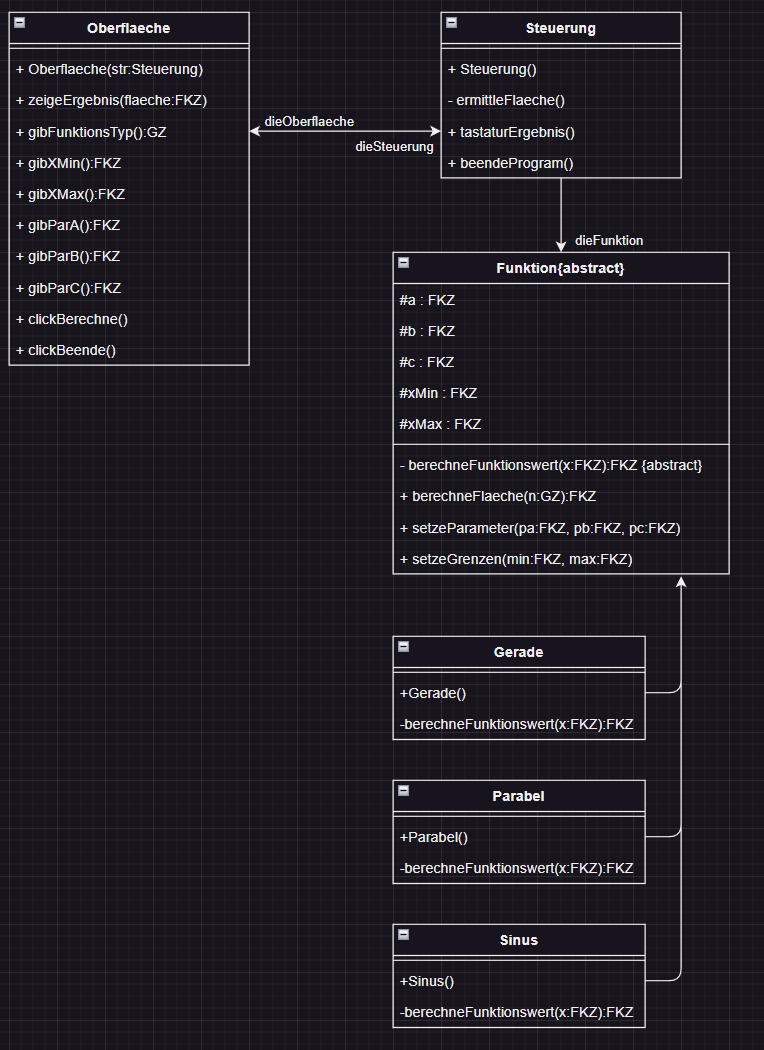 Oberflaeche
+ Oberflaeche(str:Steuerung)
+ zeigeErgebnis(flaeche:FKZ)
+ gibFunktionsTyp():GZ
+ gibXMin():FKZ
+ gibXMax():FKZ
+ gibParA():FKZ
+ gibParB():FKZ
+ gibParC():FKZ
+ clickBerechne()
+ clickBeende()
dieOberflaeche
dieSteuerung
Steuerung
+ Steuerung()
- ermittleFlaeche()
+ tastaturErgebnis()
+ beendeProgram()
dieFunktion
Funktion{abstract}
#a : FKZ
#b : FKZ
#c : FKZ
#xMin : FKZ
#xMax : FKZ
- berechneFunktionswert(x:FKZ):FKZ {abstract}
+ berechneFlaeche(n:GZ):FKZ
+ setzeParameter(pa:FKZ, pb:FKZ, pc:FKZ)
+ setzeGrenzen(min:FKZ, max:FKZ)
Gerade
+Gerade()
-berechneFunktionswert(x:FKZ):FKZ
Parabel
+Parabel()
-berechneFunktionswert(x:FKZ):FKZ
Sinus
+Sinus()
-berechneFunktionswert(x:FKZ):FKZ